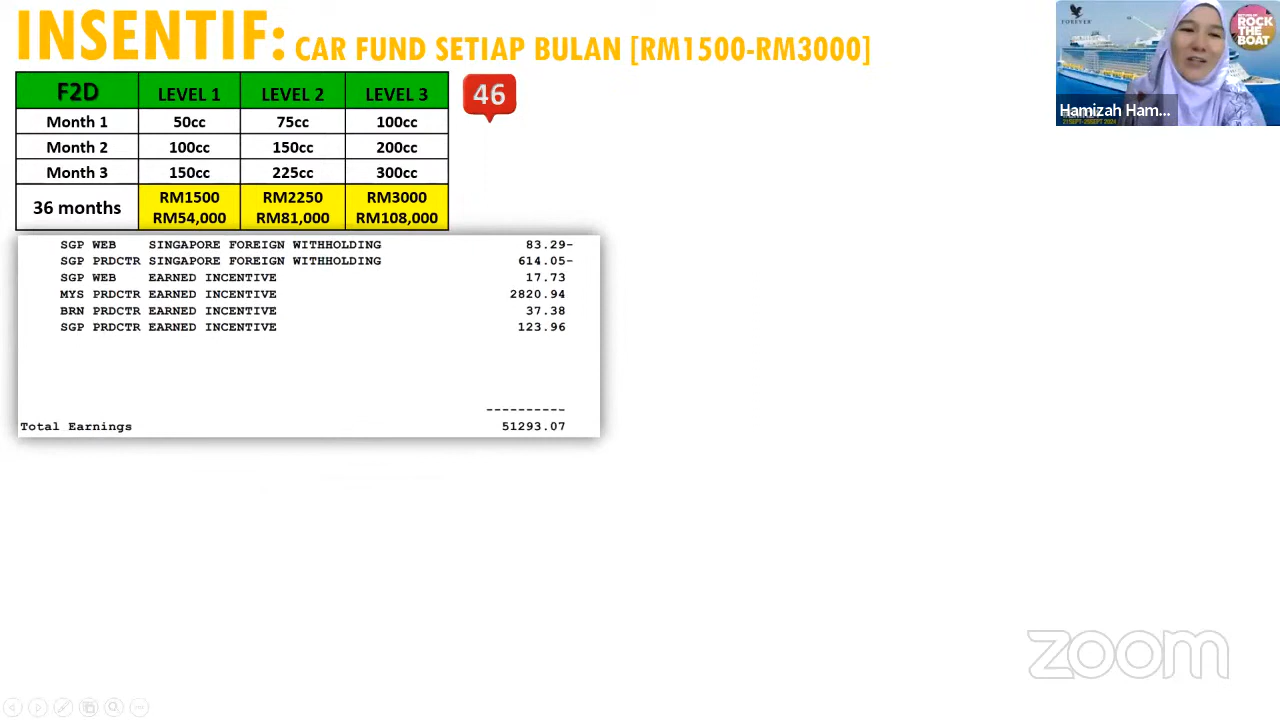 INSENTIF: CAR FUND SETIAP BULAN [RM1500-RM3000]
FOREVER
ROCK THE BOAT
Hamizah Ham...
F2D LEVEL 1 LEVEL 2 LEVEL 3
46
Month 1 50cc 75cc 100cc
Month 2 100cc 150cc 200cc
Month 3 150cc 225cc 300cc
36 months RM1500 RM54,000 RM2250 RM81,000 RM3000 RM108,000
SGP WEB SINGAPORE FOREIGN WITHHOLDING 83.29-
SGP PRDCTR SINGAPORE FOREIGN WITHHOLDING 614.05-
SGP WEB EARNED INCENTIVE 17.73
MYS PRDCTR EARNED INCENTIVE 2820.94
BRN PRDCTR EARNED INCENTIVE 37.38
SGP PRDCTR EARNED INCENTIVE 123.96
----------
Total Earnings 51293.07
zoom